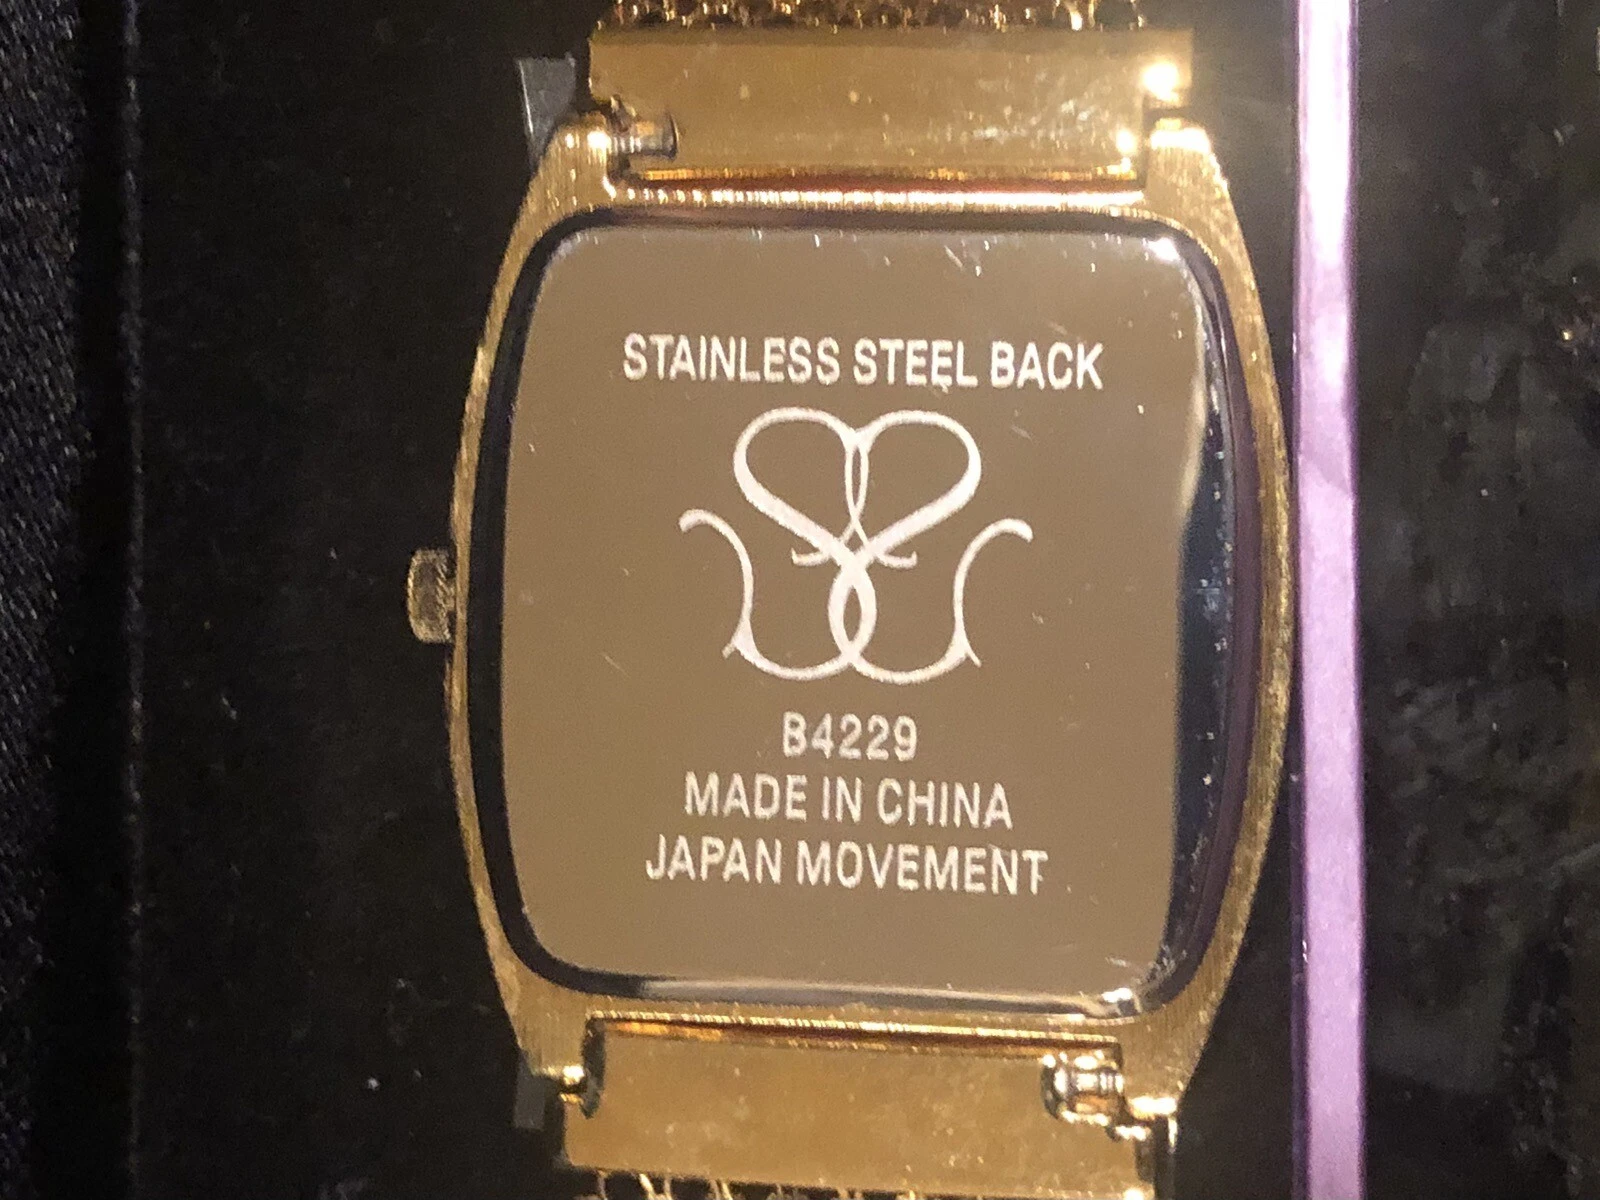 STAINLESS STEEL BACK
B4229
MADE IN CHINA
JAPAN MOVEMENT